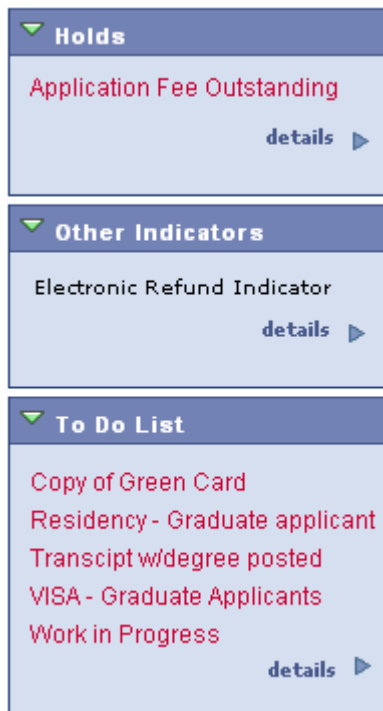 Holds
Application Fee Outstanding
details
Other Indicators
Electronic Refund Indicator
details
To Do List
Copy of Green Card
Residency - Graduate applicant
Transcipt w/degree posted
VISA - Graduate Applicants
Work in Progress
details